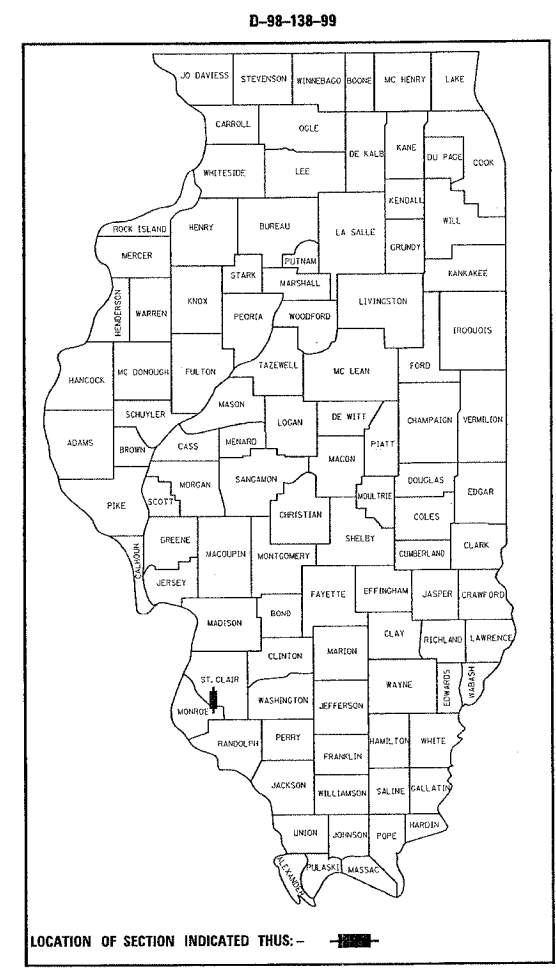 D-98-138-99
JO DAVIESS
STEVENSON
WINNEBAGO
BOONE
MC HENRY
LAKE
CARROLL
OGLE
DE KALB
KANE
DU PAGE
COOK
WHITESIDE
LEE
KENDALL
WILL
ROCK ISLAND
HENRY
BUREAU
LA SALLE
GRUNDY
MERCER
PUTNAM
KANKAKEE
STARK
MARSHALL
HENDERSON
WARREN
KNOX
PEORIA
WOODFORD
LIVINGSTON
IROQUOIS
HANCOCK
MC DONOUGH
FULTON
TAZEWELL
MC LEAN
FORD
SCHUYLER
MASON
LOGAN
DE WITT
CHAMPAIGN
VERMILION
ADAMS
BROWN
CASS
MENARD
PIATT
MACON
PIKE
SCOTT
MORGAN
SANGAMON
CHRISTIAN
MOULTRIE
DOUGLAS
EDGAR
COLES
CALHOUN
GREENE
MACOUPIN
MONTGOMERY
SHELBY
CUMBERLAND
CLARK
JERSEY
FAYETTE
EFFINGHAM
JASPER
CRAWFORD
MADISON
BOND
CLAY
RICHLAND
LAWRENCE
CLINTON
MARION
ST. CLAIR
WAYNE
EDWARDS
WABASH
MONROE
WASHINGTON
JEFFERSON
RANDOLPH
PERRY
HAMILTON
WHITE
FRANKLIN
JACKSON
WILLIAMSON
SALINE
GALLATIN
UNION
JOHNSON
POPE
HARDIN
ALEXANDER
PULASKI
MASSAC
LOCATION OF SECTION INDICATED THUS: -